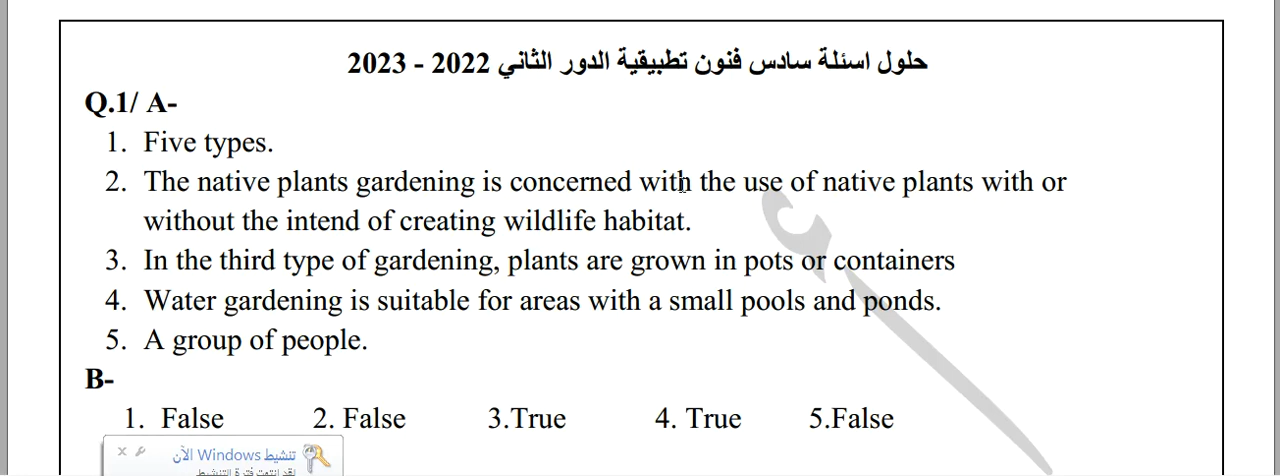 حلول اسئلة سادس فنون تطبيقية الدور الثاني 2022 - 2023
Q.1/ A-
1. Five types.
2. The native plants gardening is concerned with the use of native plants with or
without the intend of creating wildlife habitat.
3. In the third type of gardening, plants are grown in pots or containers
4. Water gardening is suitable for areas with a small pools and ponds.
5. A group of people.
B-
1. False 2. False 3.True 4. True 5.False
تنشيط Windows الآن
لقد انتهت فترة التنشيط